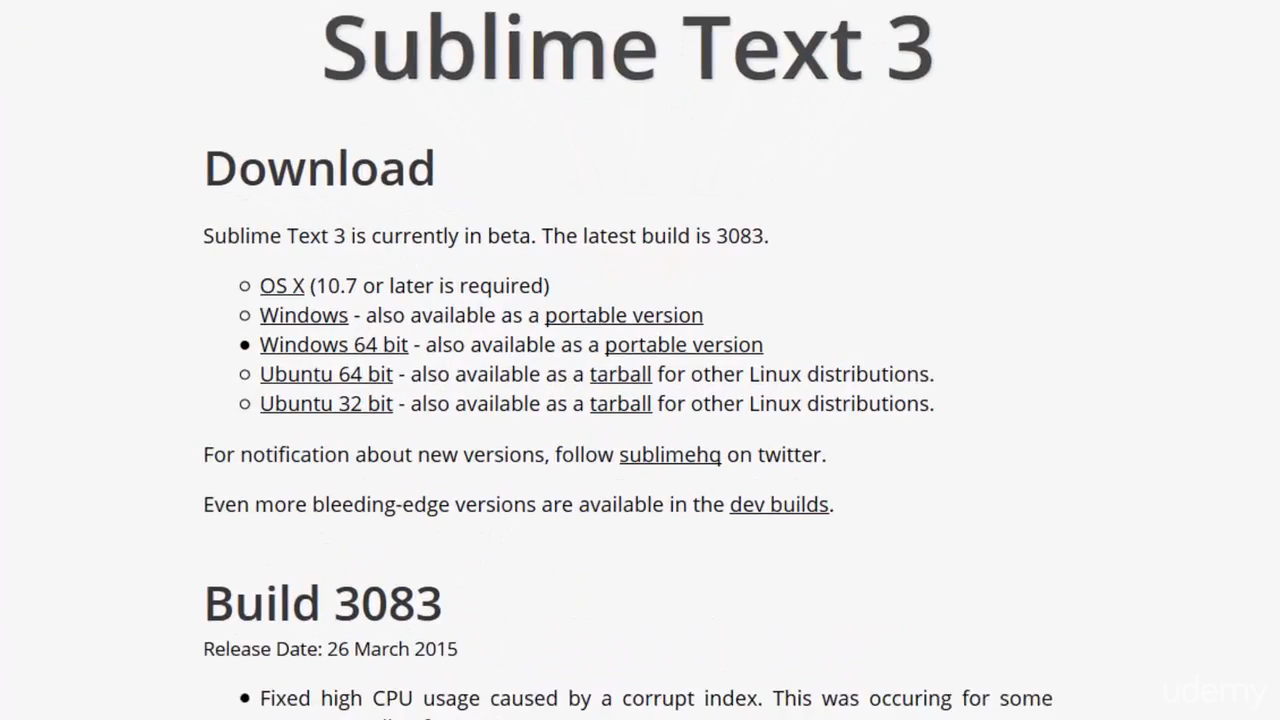 Sublime Text 3
Download
Sublime Text 3 is currently in beta. The latest build is 3083.
OS X (10.7 or later is required)
Windows - also available as a portable version
Windows 64 bit - also available as a portable version
Ubuntu 64 bit - also available as a tarball for other Linux distributions.
Ubuntu 32 bit - also available as a tarball for other Linux distributions.
For notification about new versions, follow sublimehq on twitter.
Even more bleeding-edge versions are available in the dev builds.
Build 3083
Release Date: 26 March 2015
Fixed high CPU usage caused by a corrupt index. This was occuring for some
udemy